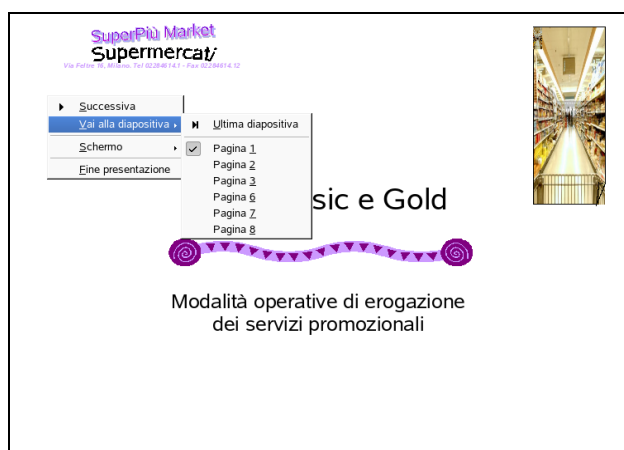 SuperPiù Market
Supermercati
Via Feltre 16, Milano. Tel 02284614.1 - Fax 02284614.12
Successiva
Vai alla diapositiva
Schermo
Fine presentazione
Ultima diapositiva
Pagina 1
Pagina 2
Pagina 3
Pagina 6
Pagina 7
Pagina 8
sic e Gold
Modalità operative di erogazione
dei servizi promozionali